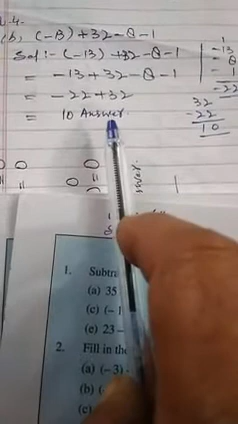 (b) (-13)+32-8-1
Sol:- (-13)+32-8-1
= -13+32-8-1
= -22+32
= 10 Answer.
-13
-8
-1
-22
32
-22
10
1. Subtra
(a) 35
(c) (-1
(e) 23-
2. Fill in the
(a) (-3)
(b) (
(c)